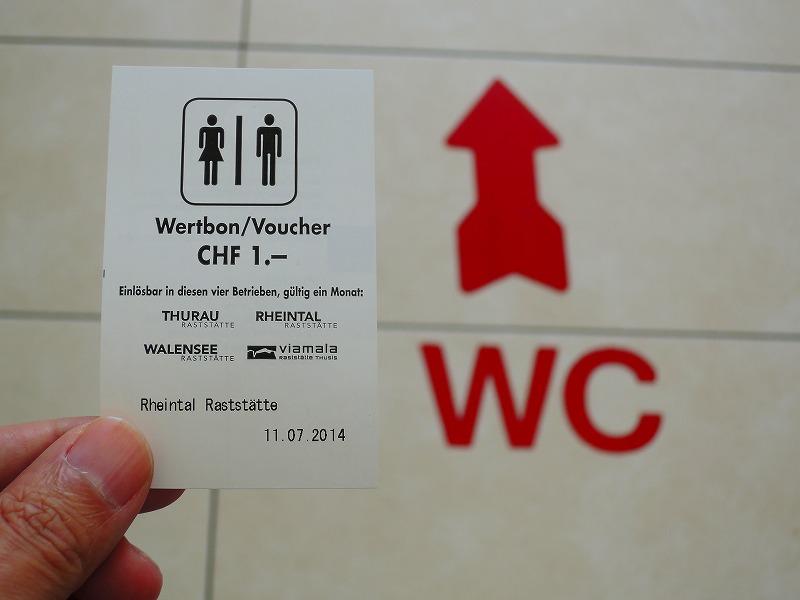 Wertbon/Voucher
CHF 1.–
Einlösbar in diesen vier Betrieben, gültig ein Monat:
THURAU RASTSTÄTTE RHEINTAL RASTSTÄTTE
WALENSEE RASTSTÄTTE viamala Raststätte Thusis
Rheintal Raststätte
11.07.2014
WC